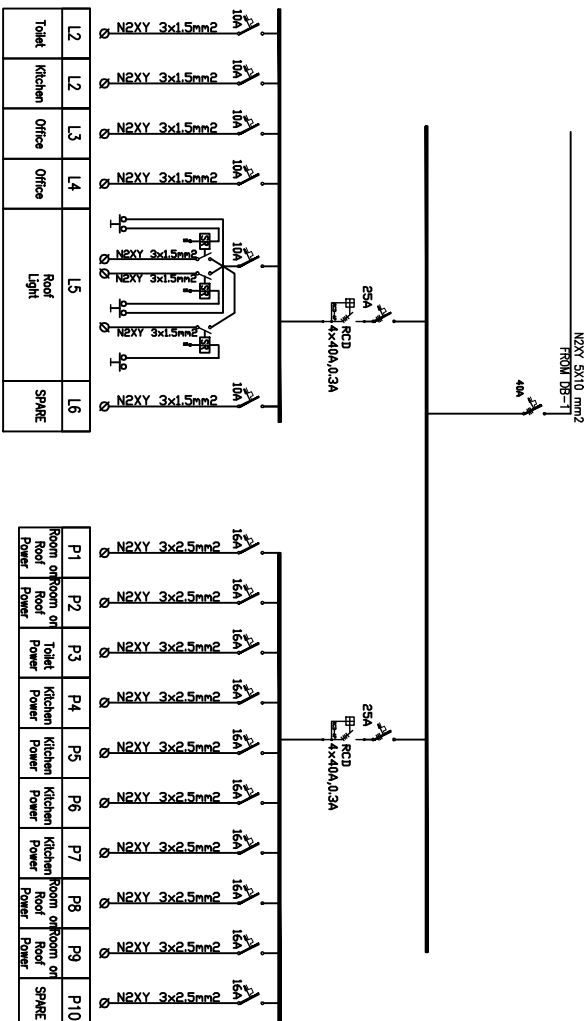 N2XY 5X10 mm2
FROM DB-1
40A
25A
RCD
4x40A,0.3A
25A
RCD
4x40A,0.3A
10A
N2XY 3x1.5mm2
L2
Toilet
10A
N2XY 3x1.5mm2
L2
Kitchen
10A
N2XY 3x1.5mm2
L3
Office
10A
N2XY 3x1.5mm2
L4
Office
10A
SR
N2XY 3x1.5mm2
N2XY 3x1.5mm2
SR
N2XY 3x1.5mm2
SR
L5
Roof
Light
10A
N2XY 3x1.5mm2
L6
SPARE
16A
N2XY 3x2.5mm2
P1
Room on
Roof
Power
16A
N2XY 3x2.5mm2
P2
Room on
Roof
Power
16A
N2XY 3x2.5mm2
P3
Toilet
Power
16A
N2XY 3x2.5mm2
P4
Kitchen
Power
16A
N2XY 3x2.5mm2
P5
Kitchen
Power
16A
N2XY 3x2.5mm2
P6
Kitchen
Power
16A
N2XY 3x2.5mm2
P7
Kitchen
Power
16A
N2XY 3x2.5mm2
P8
Room on
Roof
Power
16A
N2XY 3x2.5mm2
P9
Room on
Roof
Power
16A
N2XY 3x2.5mm2
P10
SPARE